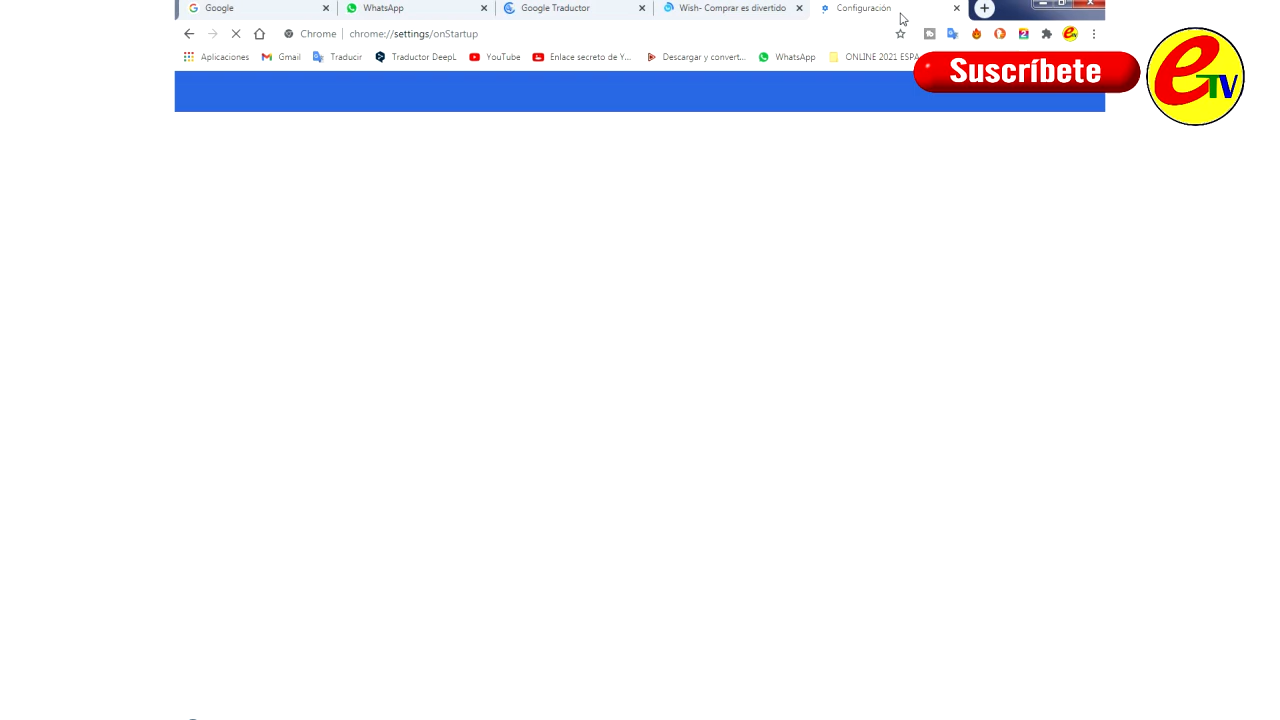 Google
WhatsApp
Google Traductor
Wish- Comprar es divertido
Configuración
Chrome
chrome://settings/onStartup
Aplicaciones
Gmail
Traducir
Traductor DeepL
YouTube
Enlace secreto de Y...
Descargar y convert...
WhatsApp
ONLINE 2021 ESPA
Suscríbete
eTV